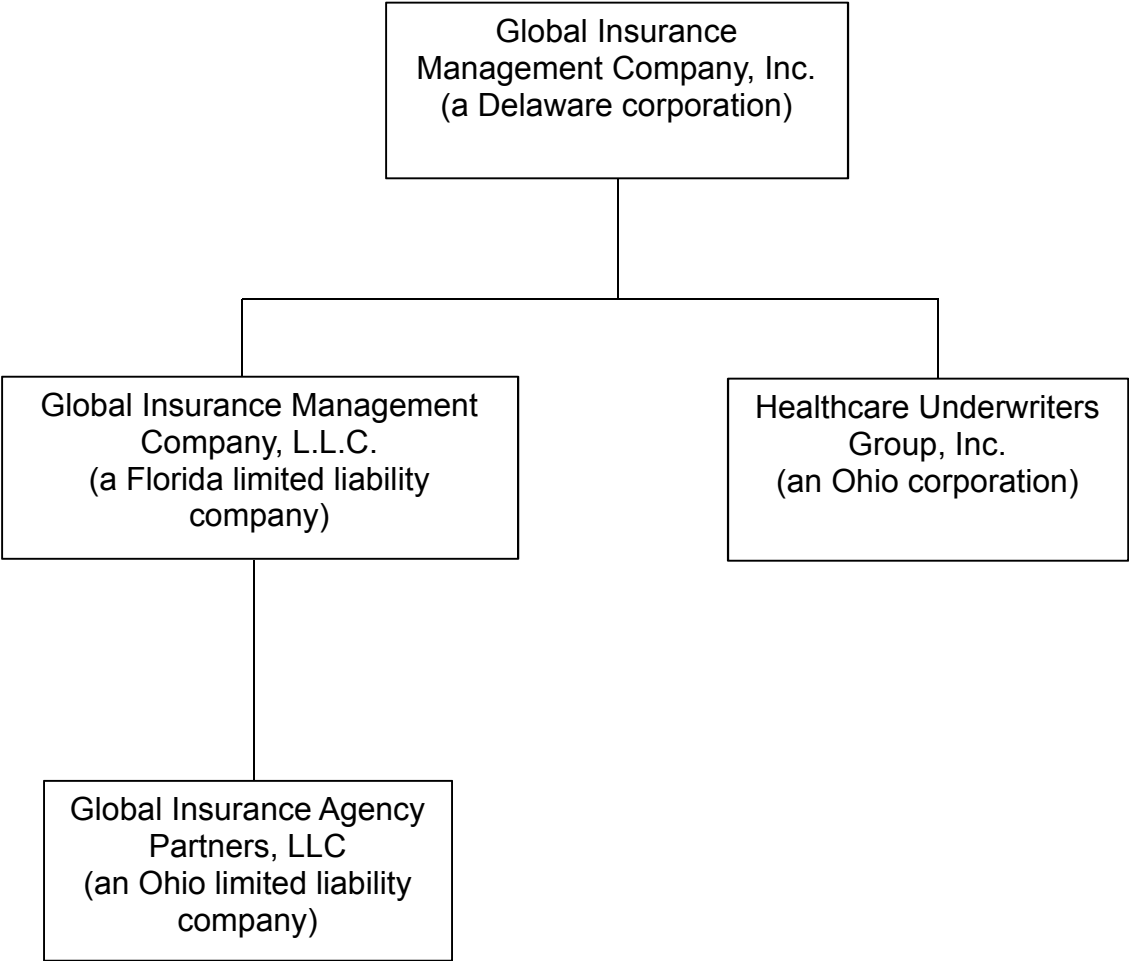 Global Insurance
Management Company, Inc.
(a Delaware corporation)
Global Insurance Management
Company, L.L.C.
(a Florida limited liability
company)
Healthcare Underwriters
Group, Inc.
(an Ohio corporation)
Global Insurance Agency
Partners, LLC
(an Ohio limited liability
company)